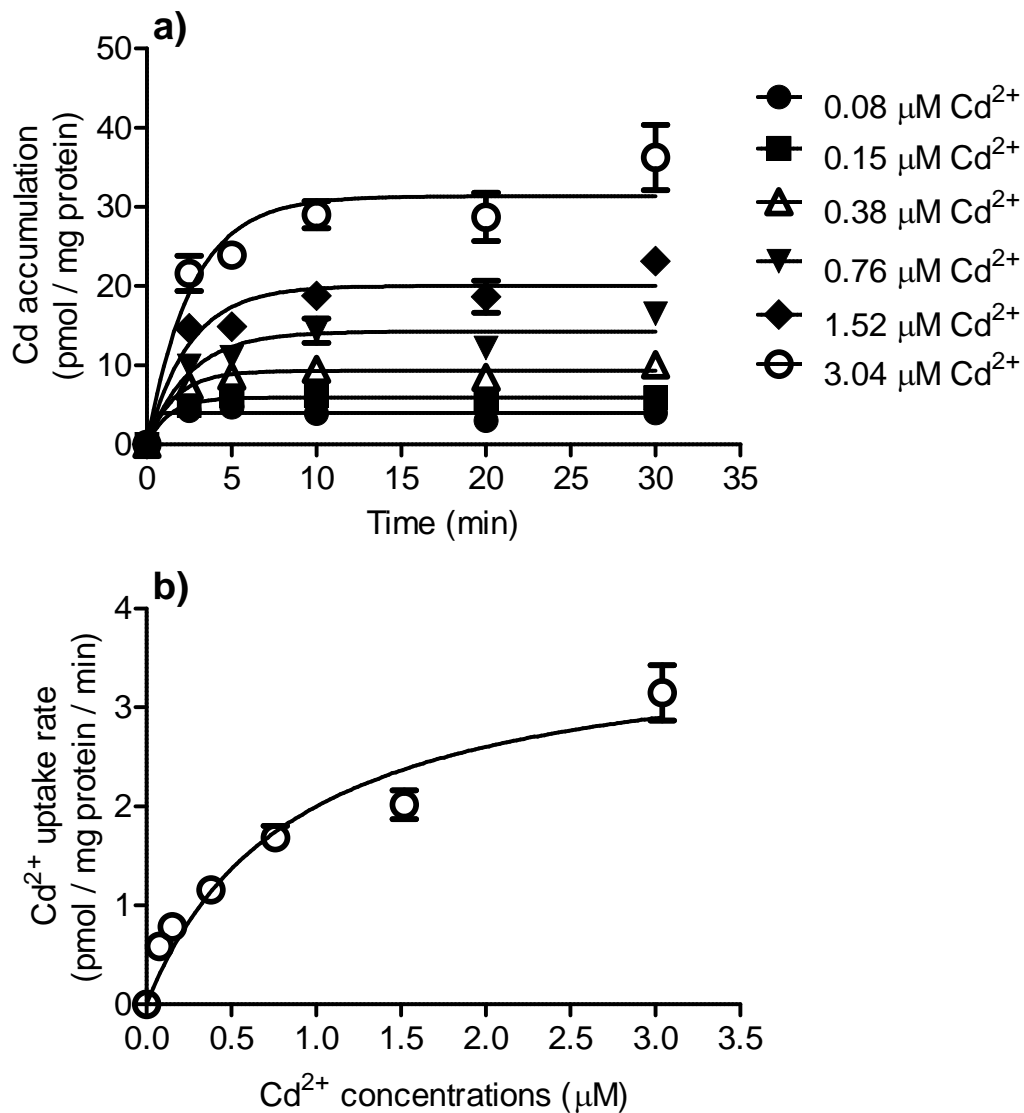 a)
50
40
30
20
10
0
Cd accumulation
(pmol / mg protein)
0 5 10 15 20 25 30 35
Time (min)
0.08 μM Cd²⁺
0.15 μM Cd²⁺
0.38 μM Cd²⁺
0.76 μM Cd²⁺
1.52 μM Cd²⁺
3.04 μM Cd²⁺
b)
4
3
2
1
0
Cd²⁺ uptake rate
(pmol / mg protein / min)
0.0 0.5 1.0 1.5 2.0 2.5 3.0 3.5
Cd²⁺ concentrations (μM)